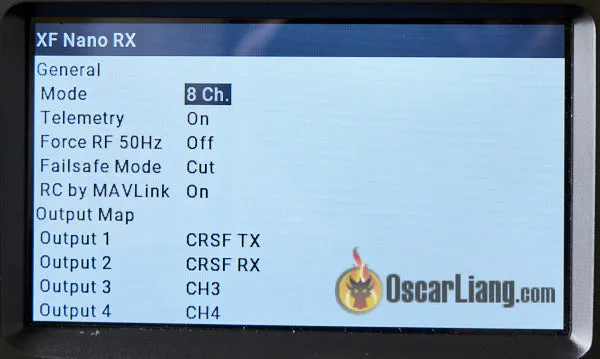 XF Nano RX
General
Mode 8 Ch.
Telemetry On
Force RF 50Hz Off
Failsafe Mode Cut
RC by MAVLink On
Output Map
Output 1 CRSF TX
Output 2 CRSF RX
Output 3 CH3
Output 4 CH4
OscarLiang.com